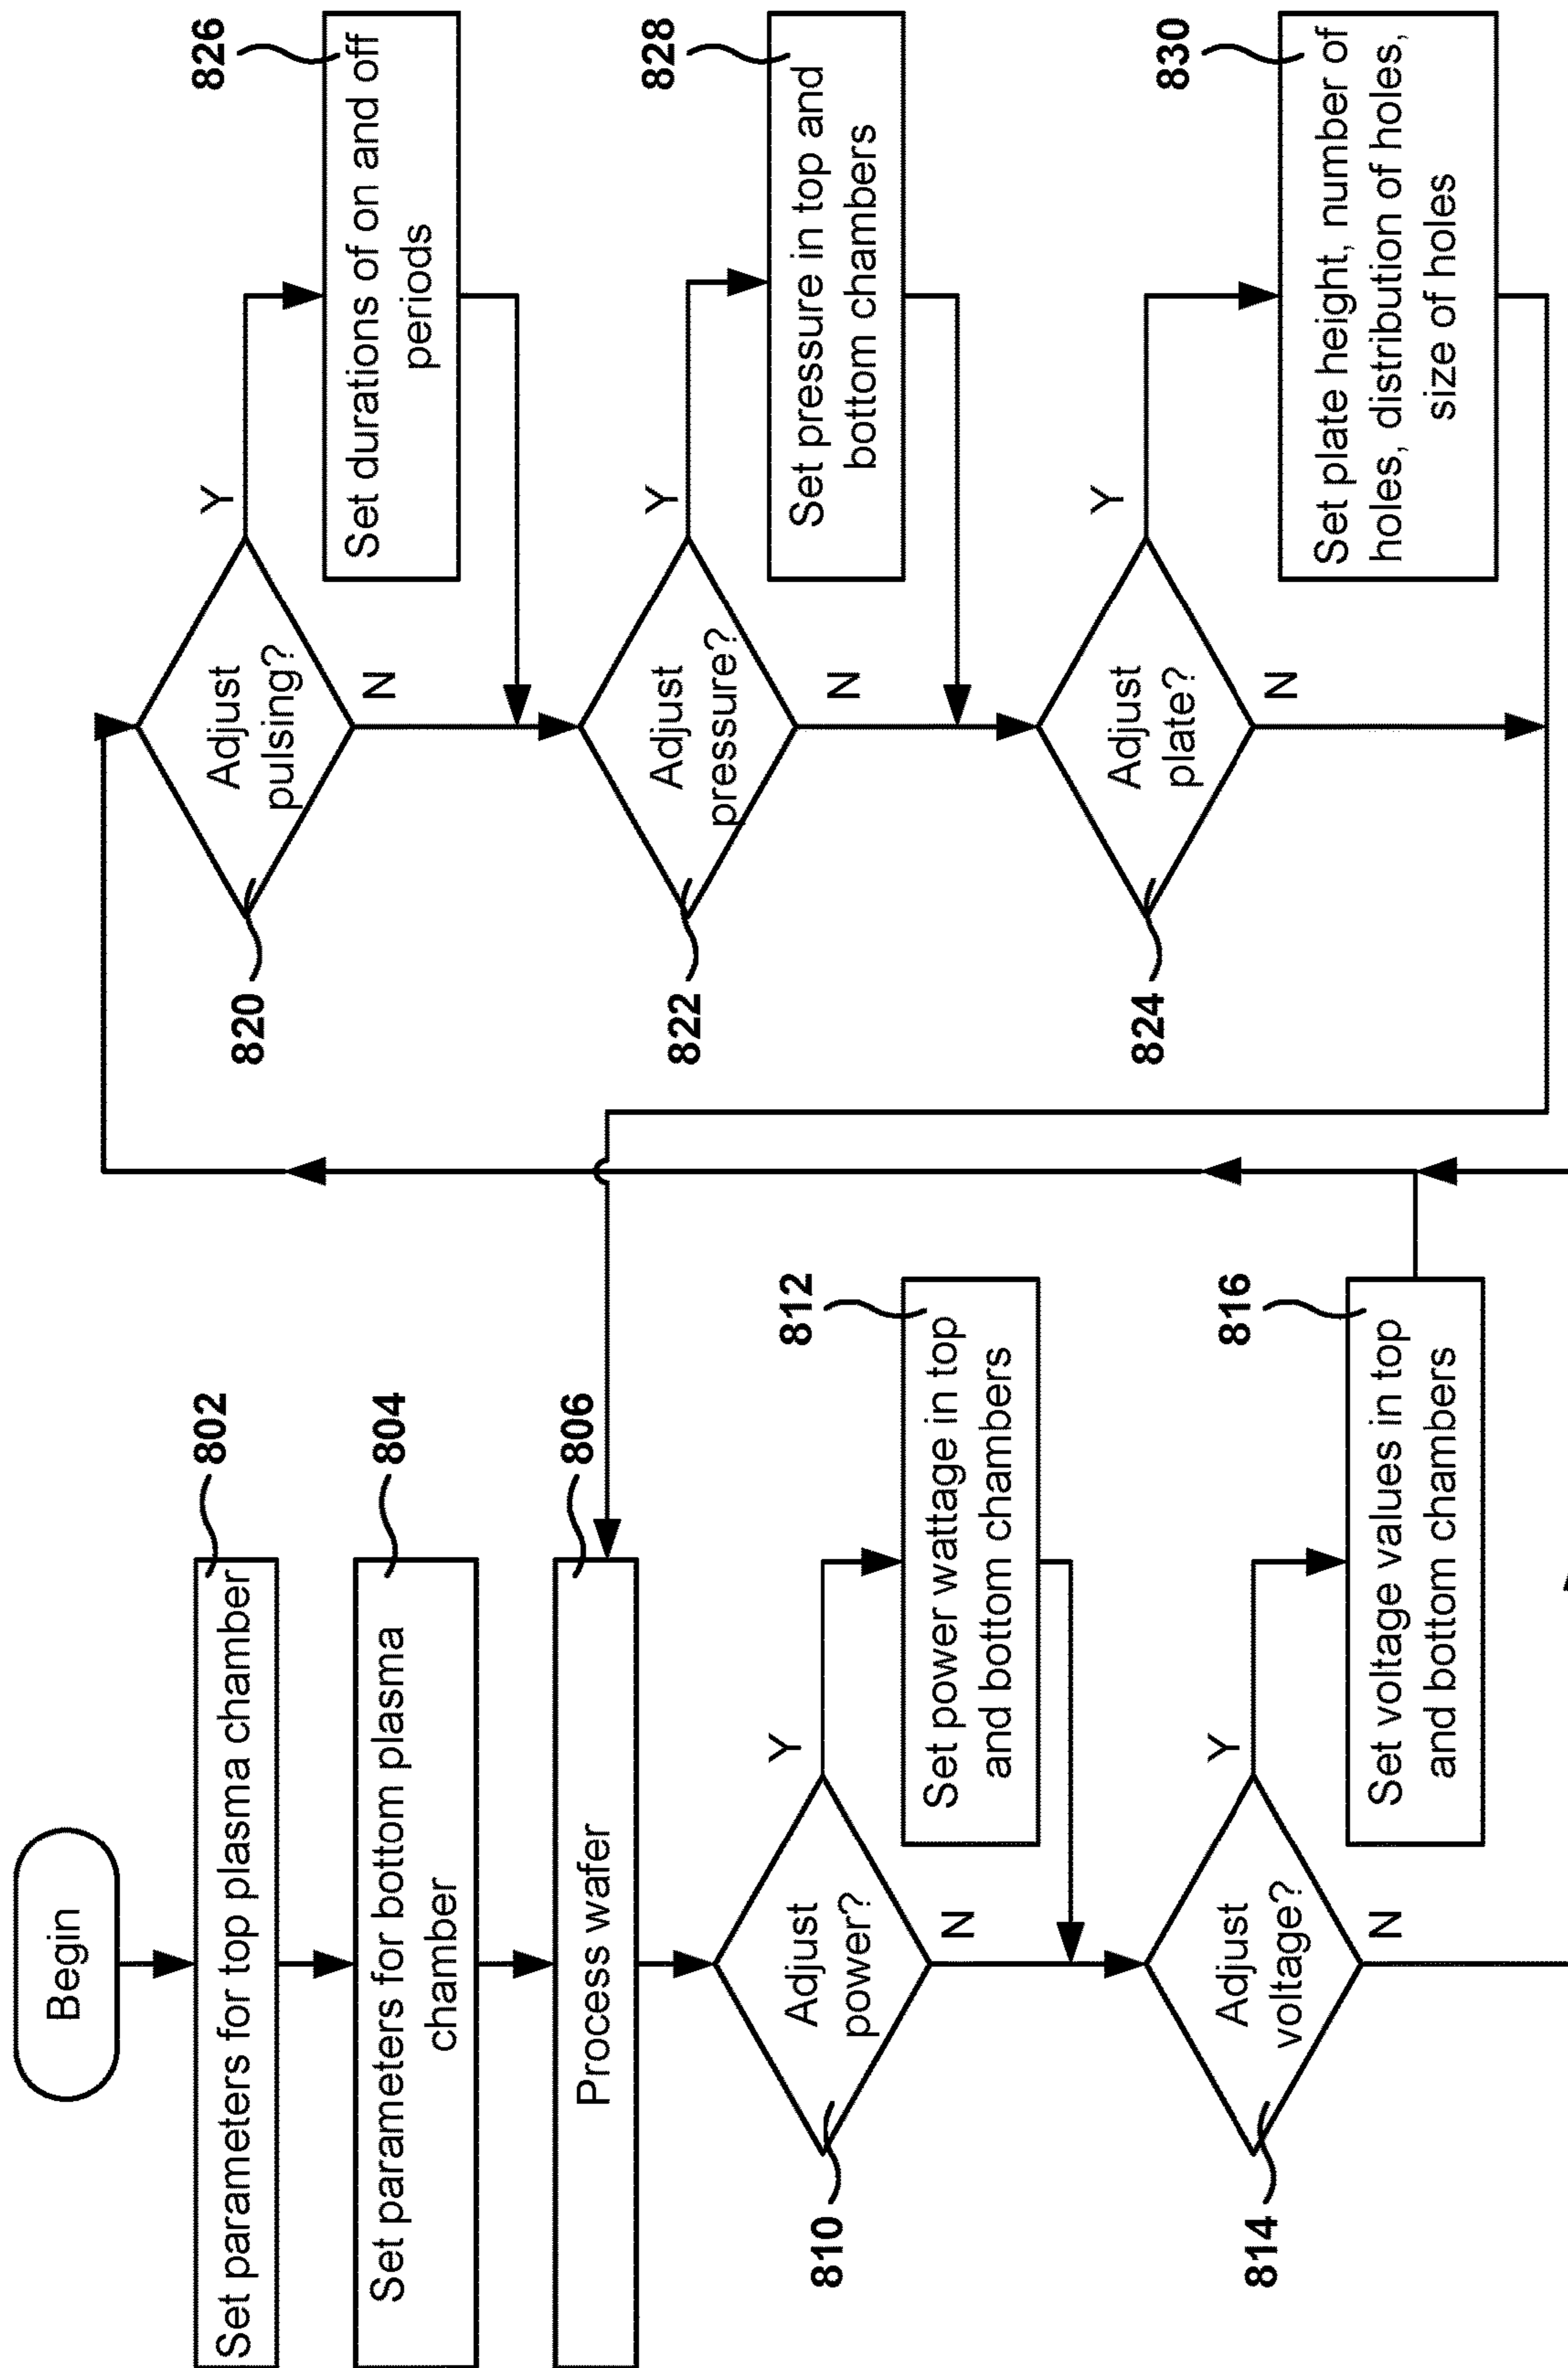 Begin
802
Set parameters for top plasma chamber
804
Set parameters for bottom plasma
chamber
806
Process wafer
810
Adjust
power?
Y
N
812
Set power wattage in top
and bottom chambers
814
Adjust
voltage?
Y
N
816
Set voltage values in top
and bottom chambers
820
Adjust
pulsing?
Y
N
826
Set durations of on and off
periods
822
Adjust
pressure?
Y
N
828
Set pressure in top and
bottom chambers
824
Adjust
plate?
Y
N
830
Set plate height, number of
holes, distribution of holes,
size of holes